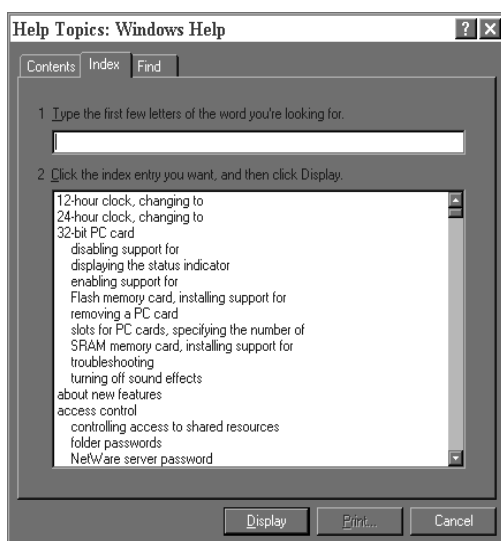 Help Topics: Windows Help
Contents Index Find
1 Type the first few letters of the word you're looking for.
2 Click the index entry you want, and then click Display.
12-hour clock, changing to
24-hour clock, changing to
32-bit PC card
disabling support for
displaying the status indicator
enabling support for
Flash memory card, installing support for
removing a PC card
slots for PC cards, specifying the number of
SRAM memory card, installing support for
troubleshooting
turning off sound effects
about new features
access control
controlling access to shared resources
folder passwords
NetWare server password
Display Print... Cancel